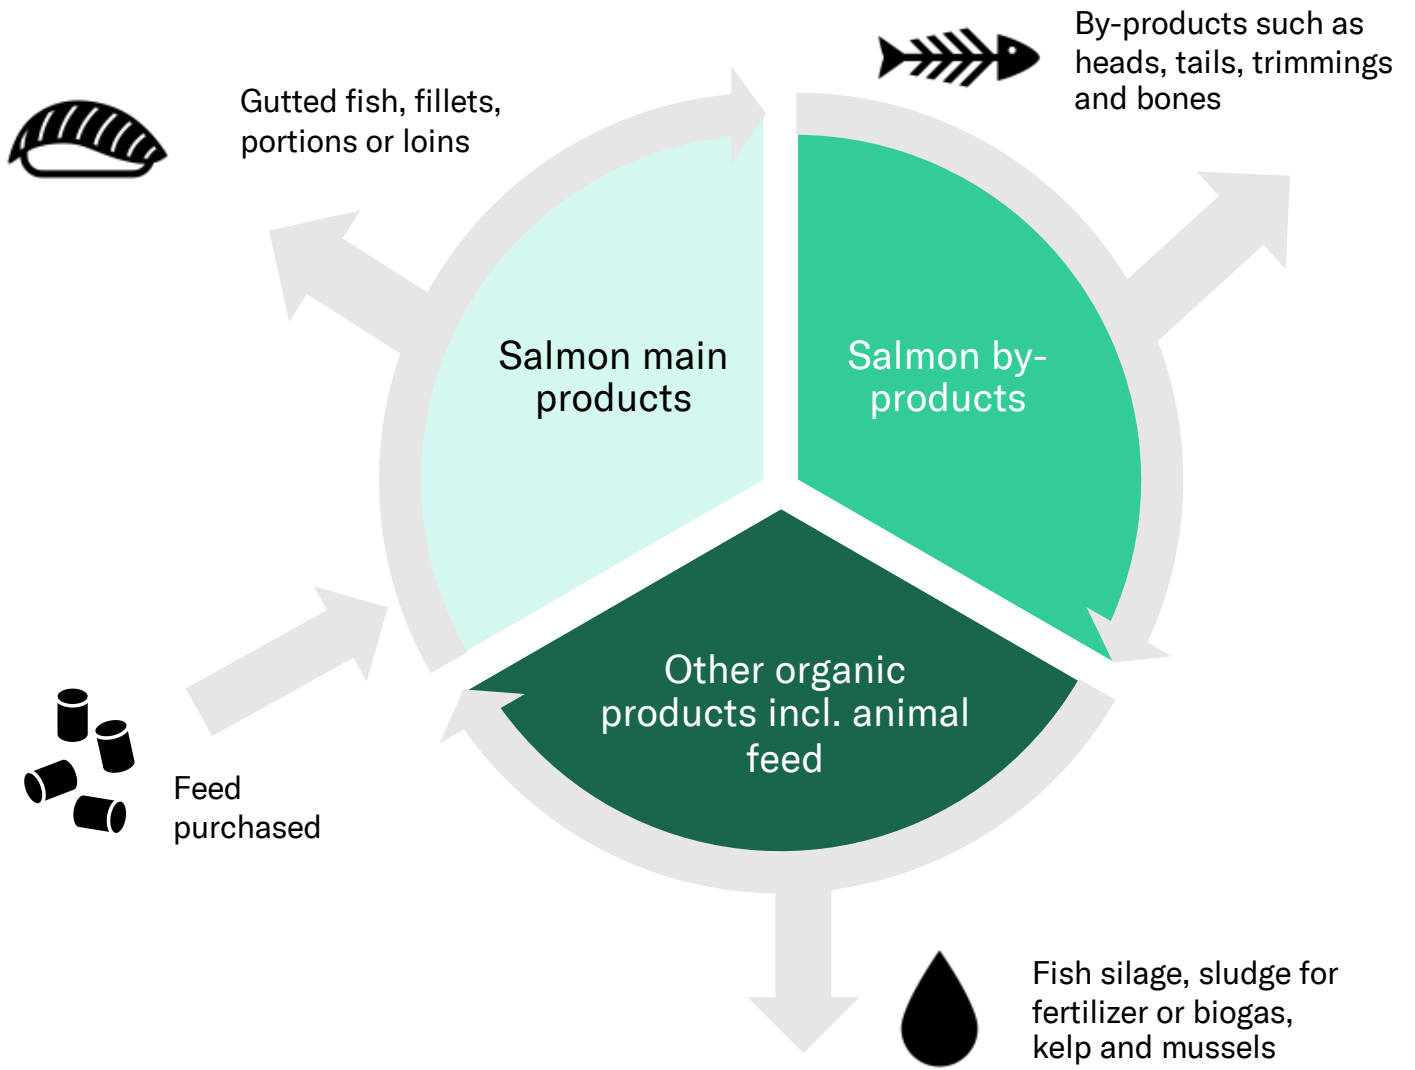 By-products such as
heads, tails, trimmings
and bones
Gutted fish, fillets,
portions or loins
Salmon main
products
Salmon by-
products
Other organic
products incl. animal
feed
Feed
purchased
Fish silage, sludge for
fertilizer or biogas,
kelp and mussels